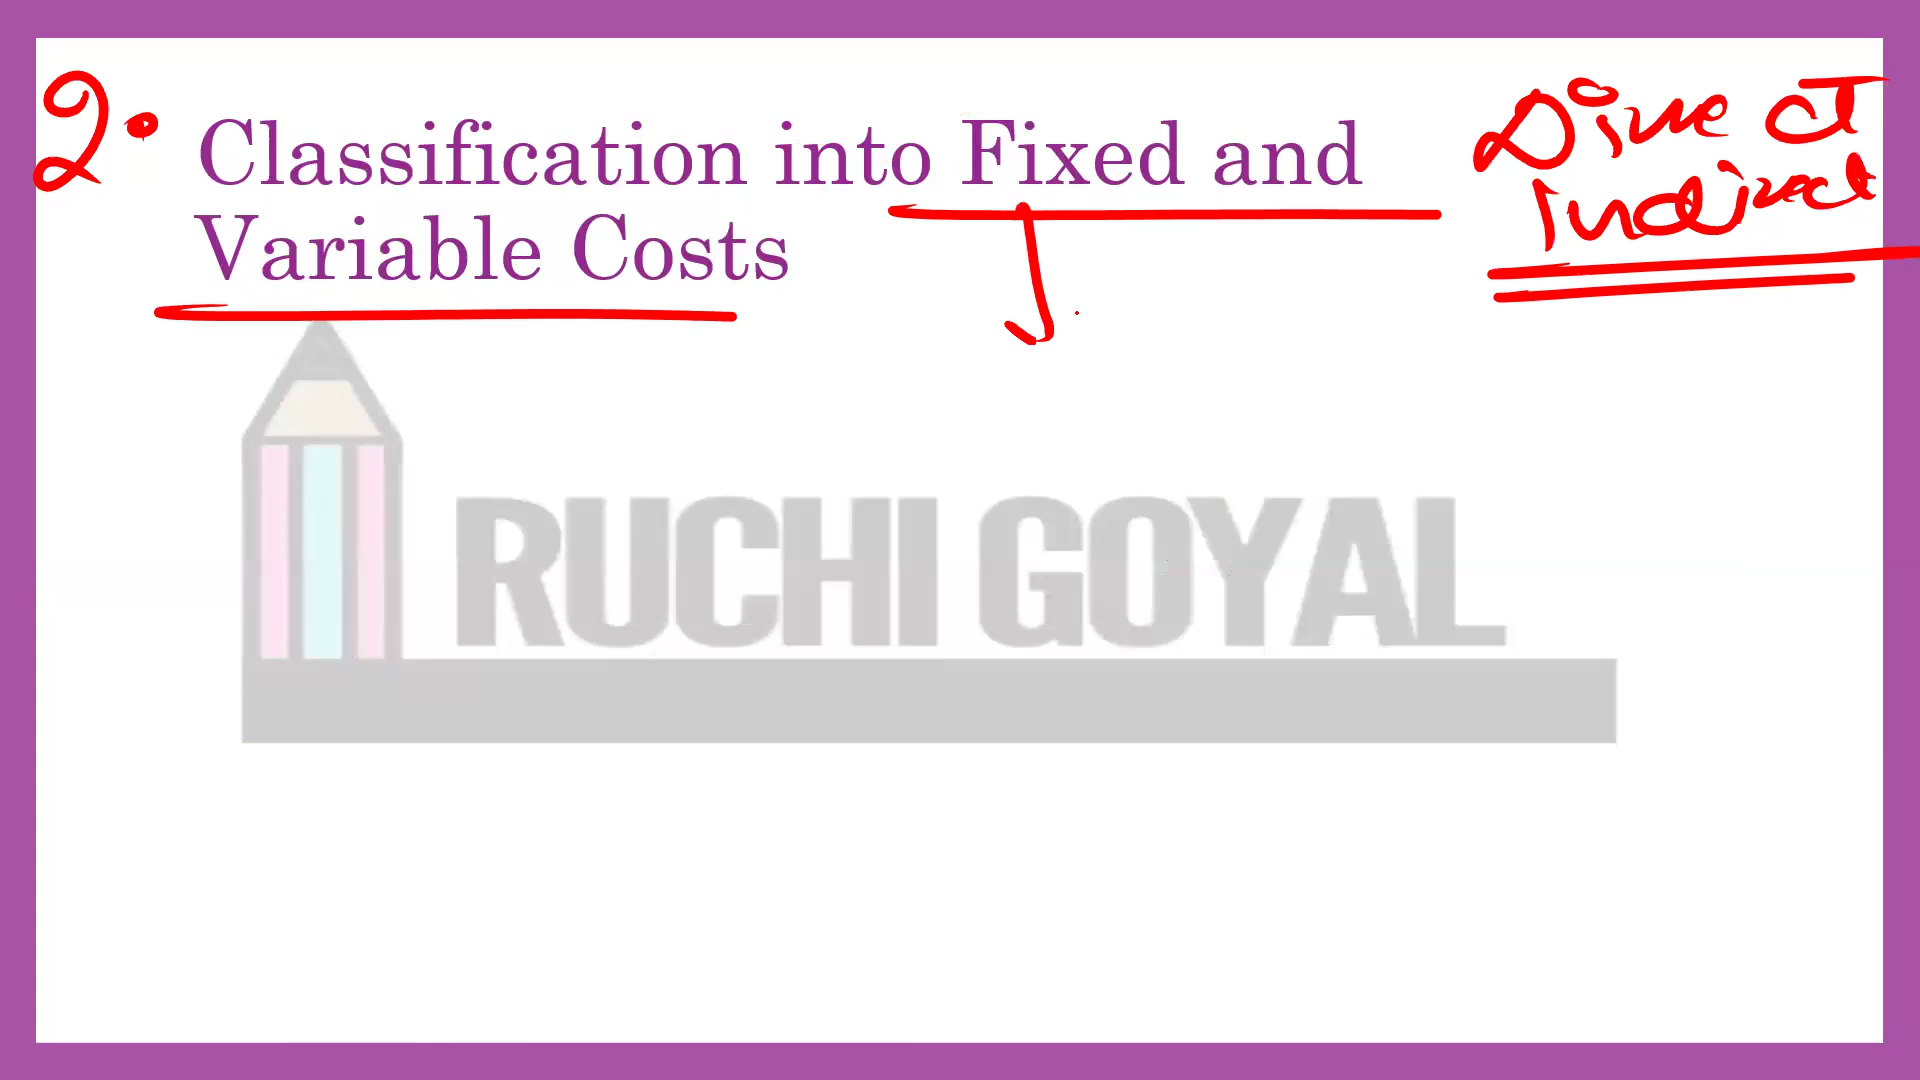 2.
Classification into Fixed and
Variable Costs
Direct
Indirect
RUCHI GOYAL